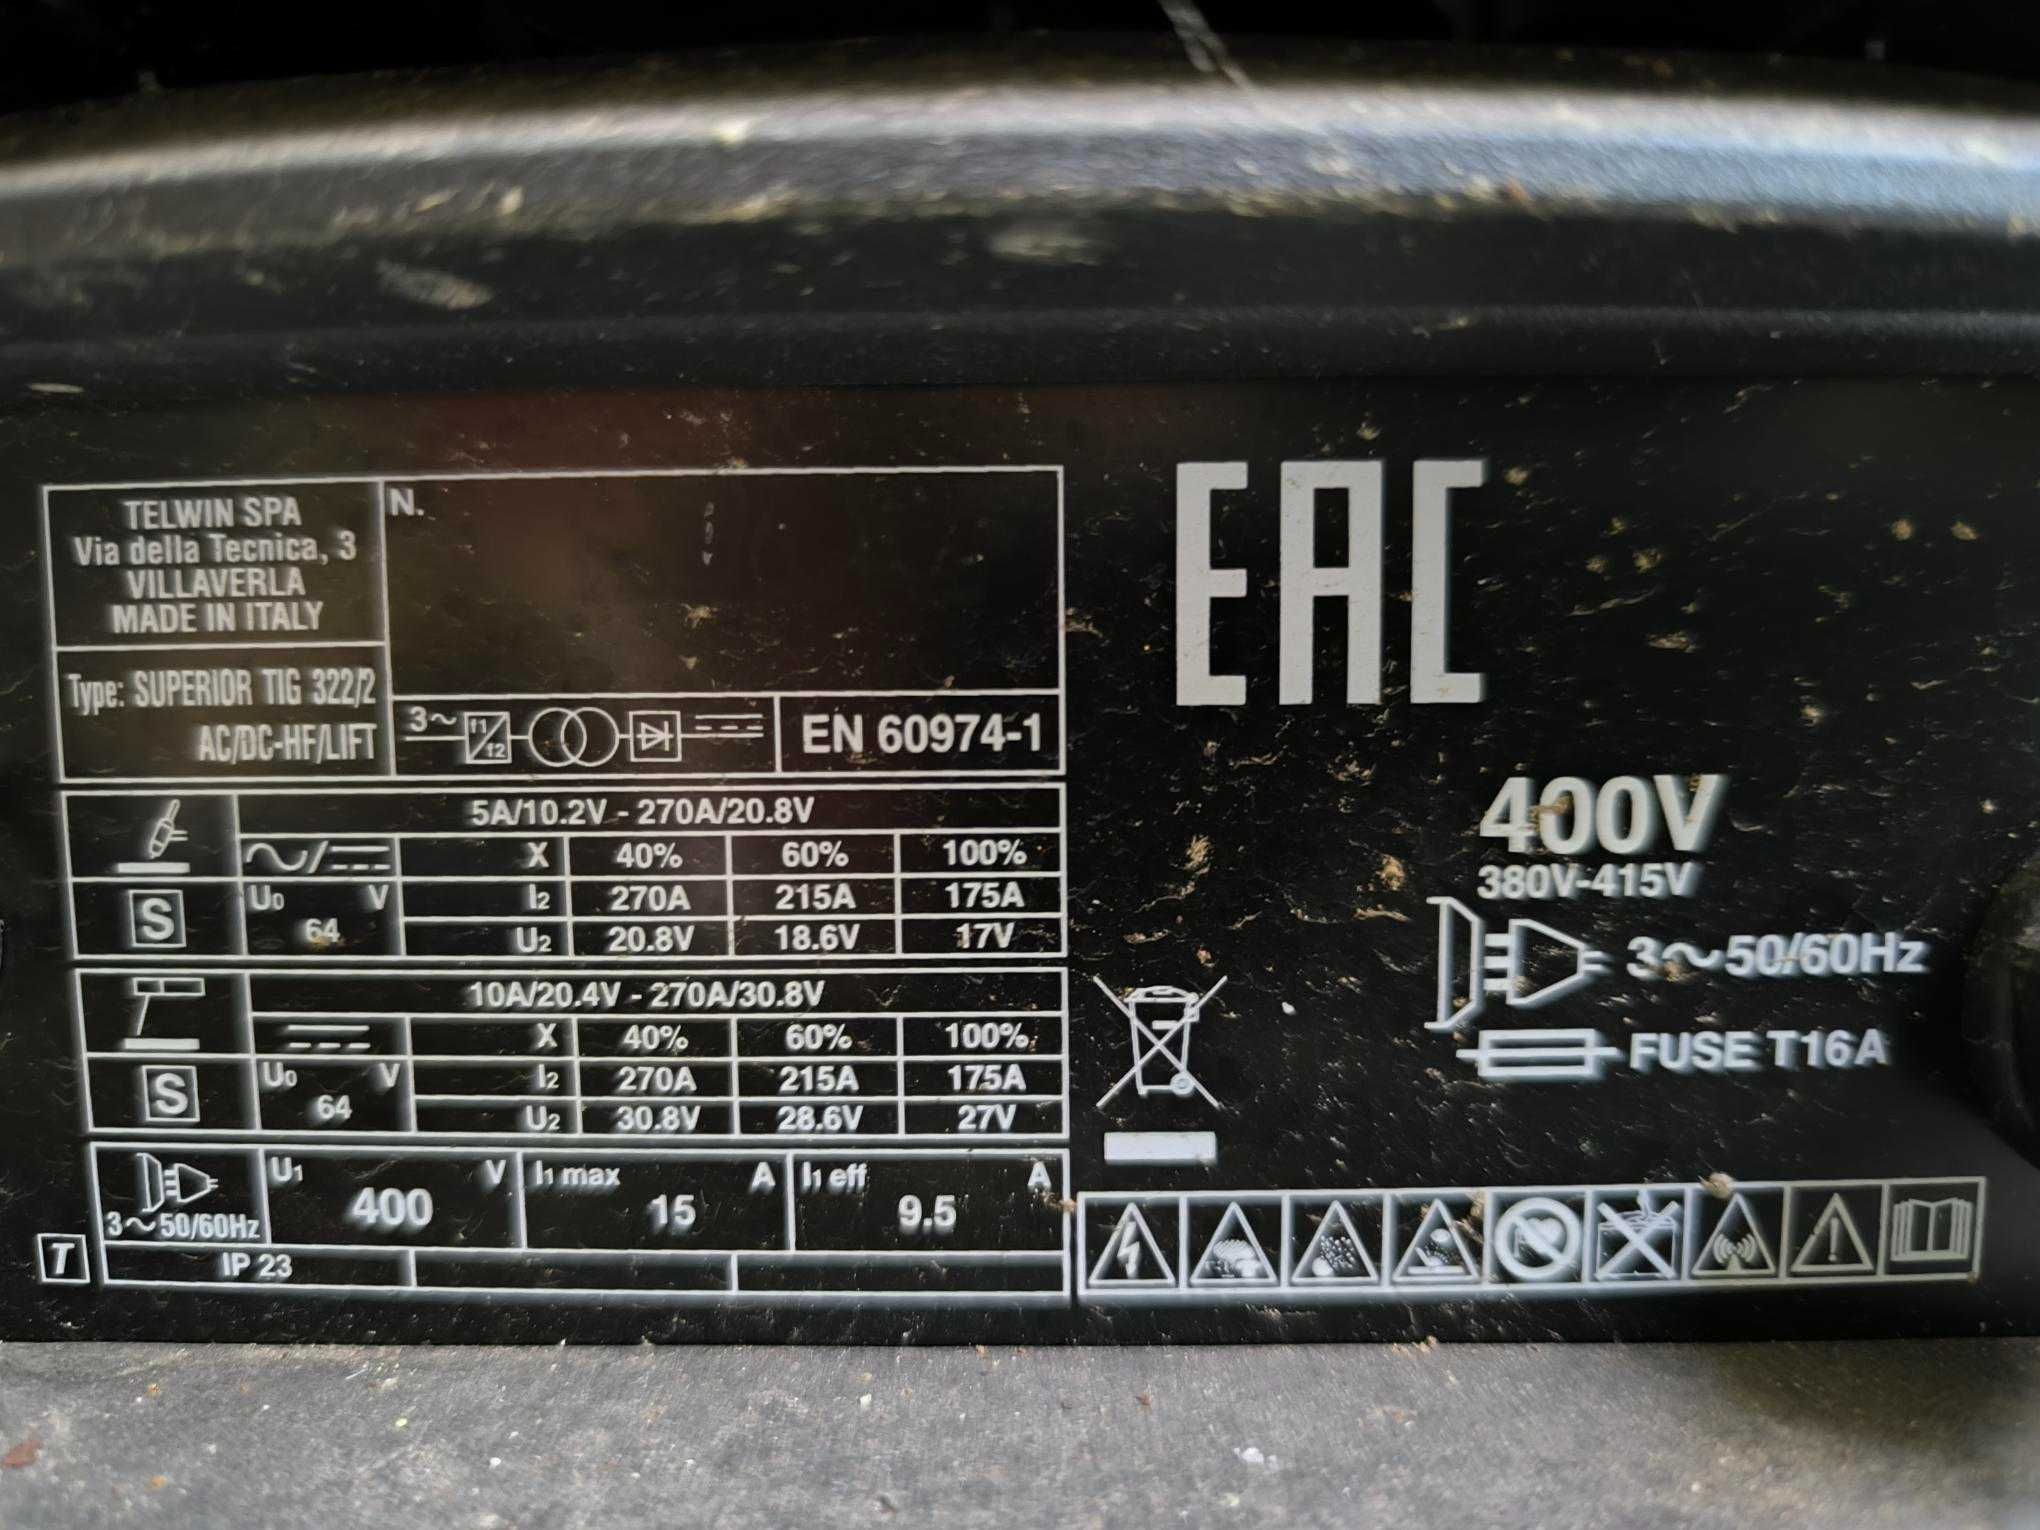 TELWIN SPA
Via della Tecnica, 3
VILLAVERLA
MADE IN ITALY
N.
Type: SUPERIOR TIG 322/2
AC/DC-HF/LIFT
3~ f1 f2
EN 60974-1
5A/10.2V - 270A/20.8V
X 40% 60% 100%
U0 V I2 270A 215A 175A
S 64 U2 20.8V 18.6V 17V
10A/20.4V - 270A/30.8V
X 40% 60% 100%
U0 V I2 270A 215A 175A
S 64 U2 30.8V 28.6V 27V
U1 V I1 max A I1 eff A
400 15 9.5
3~50/60Hz
T IP 23
EAC
400V
380V-415V
3~50/60Hz
FUSE T16A